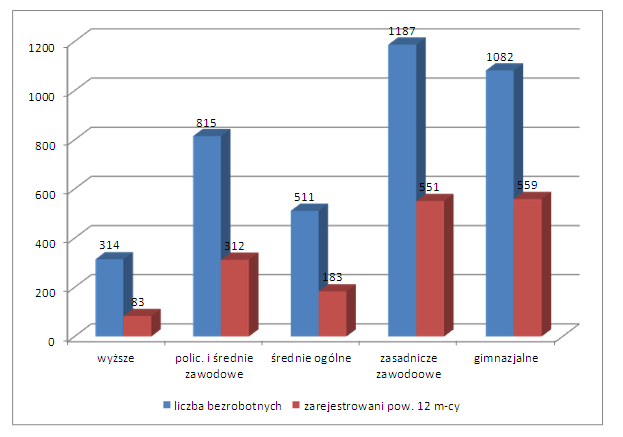 1200
1000
800
600
400
200
0
314
83
815
312
511
183
1187
551
1082
559
wyższe
polic. i średnie
zawodowe
średnie ogólne
zasadnicze
zawodoowe
gimnazjalne
liczba bezrobotnych
zarejestrowani pow. 12 m-cy